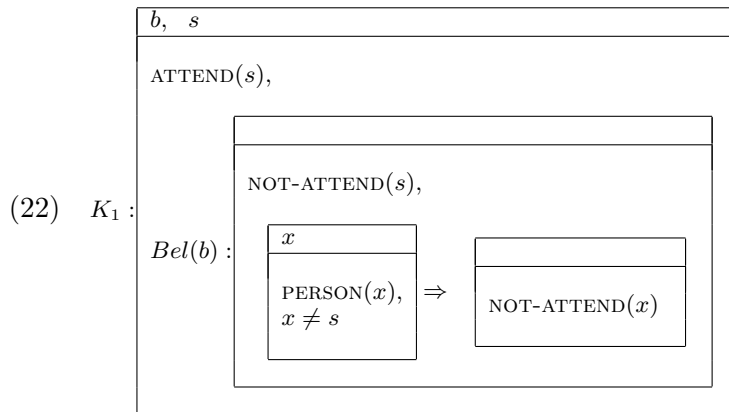 b, s
ATTEND(s),
NOT-ATTEND(s),
(22) K₁ :
Bel(b) :
x
PERSON(x),
x ≠ s
⇒
NOT-ATTEND(x)